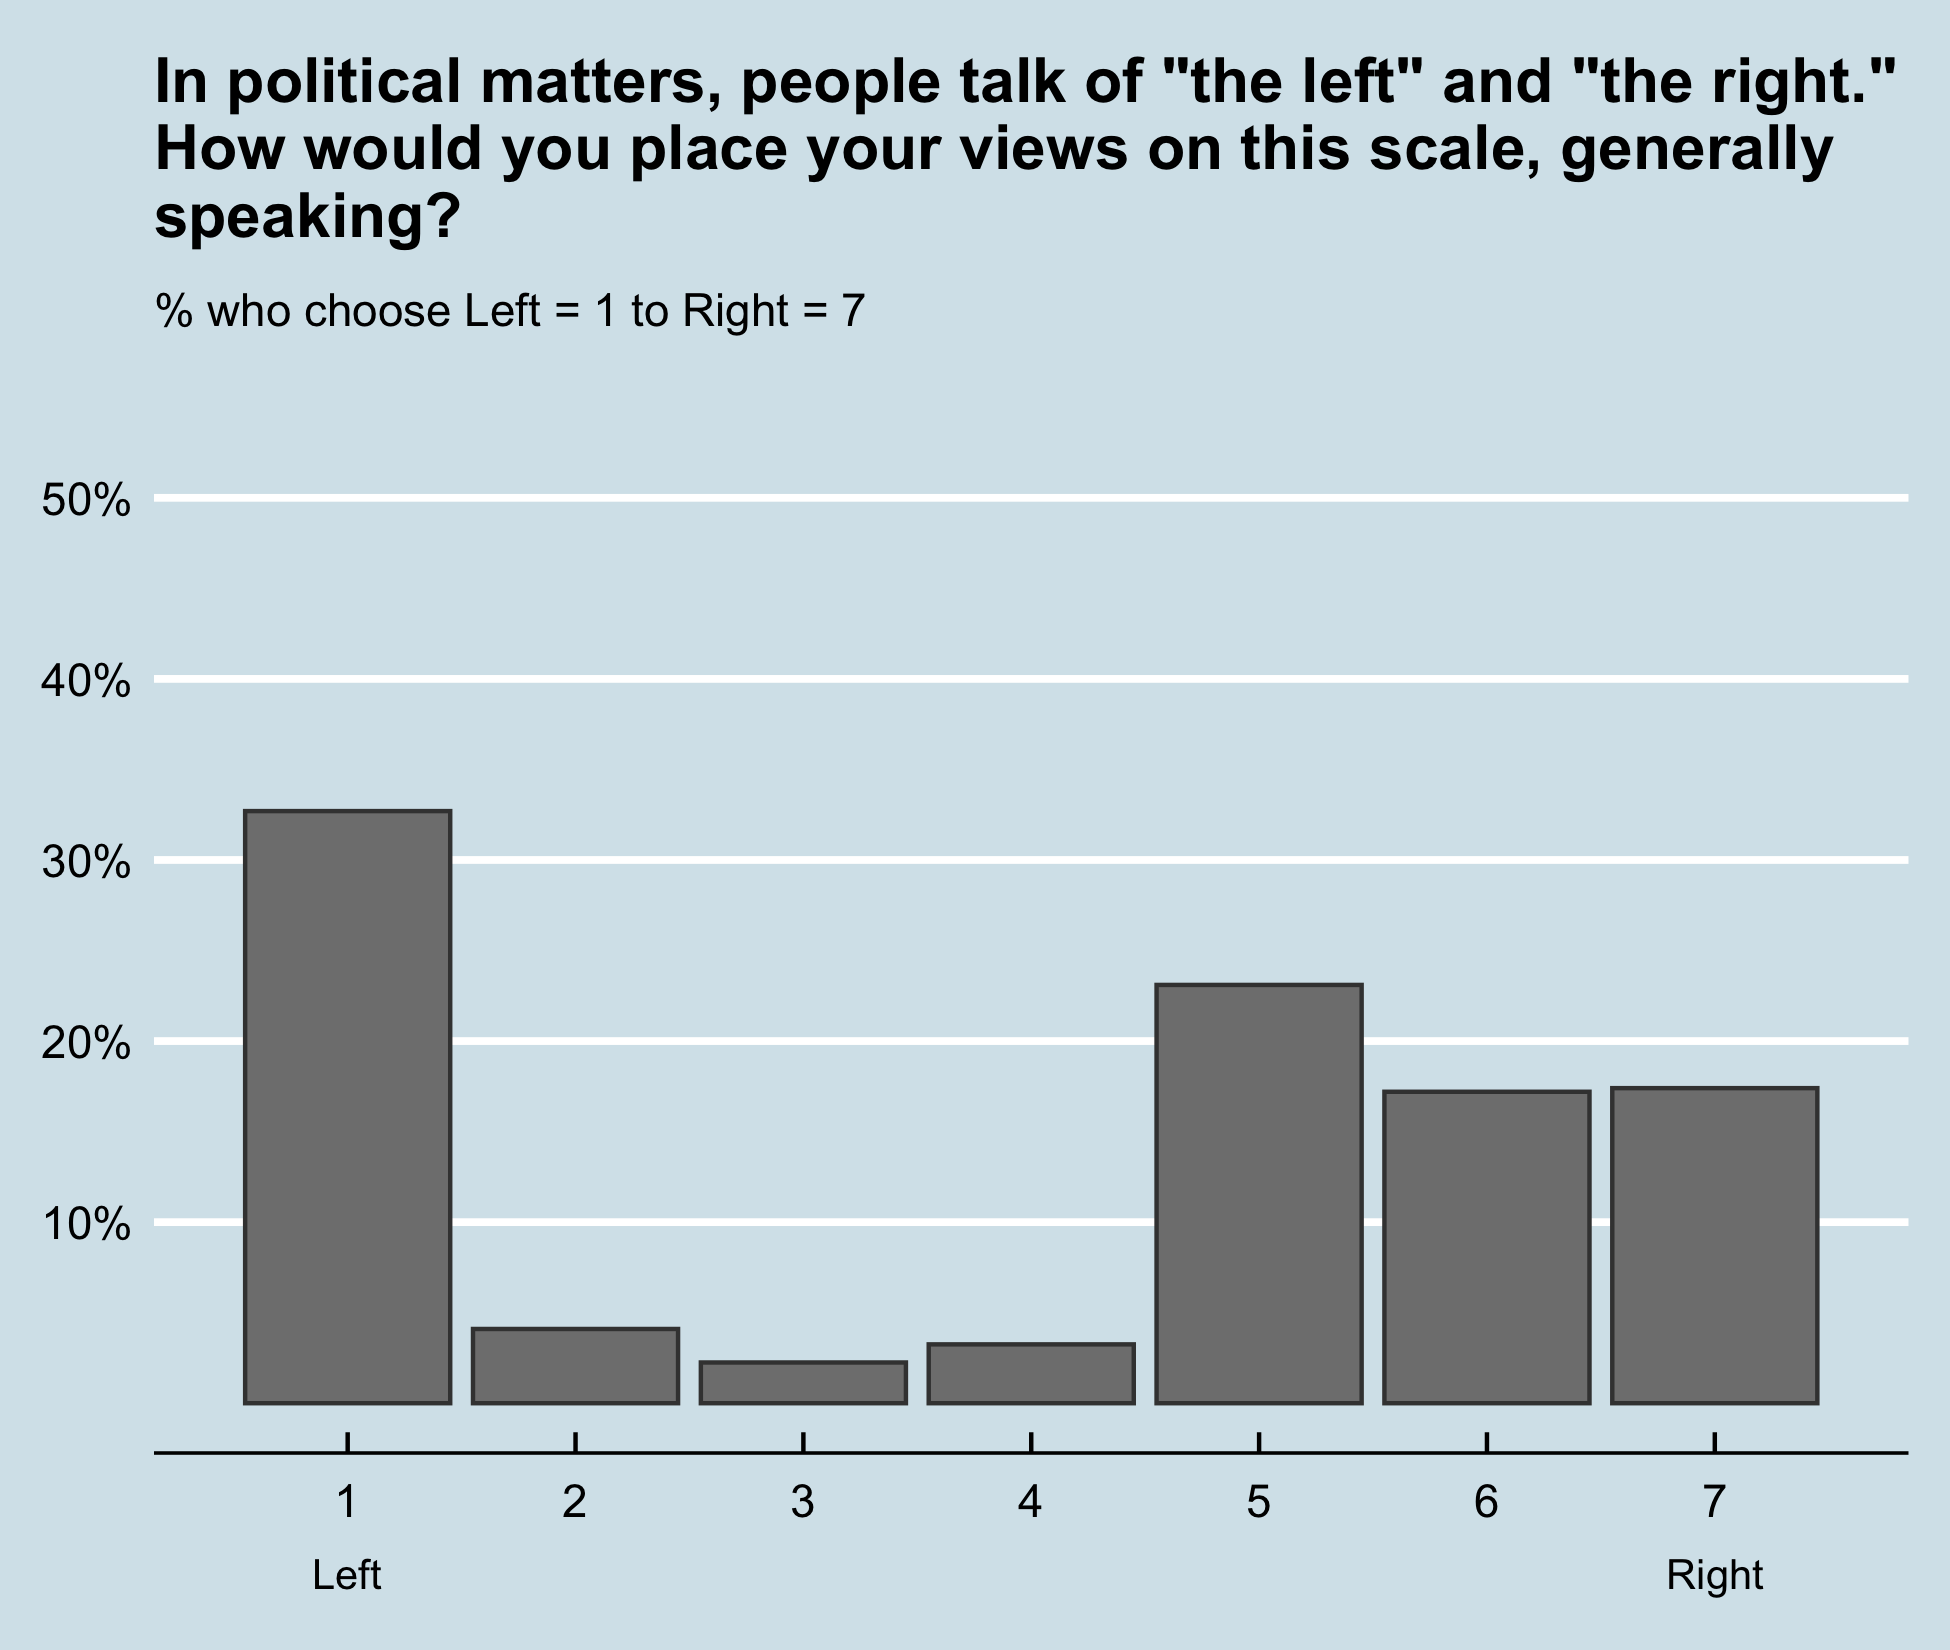 In political matters, people talk of "the left" and "the right."
How would you place your views on this scale, generally
speaking?
% who choose Left = 1 to Right = 7
50%
40%
30%
20%
10%
1 2 3 4 5 6 7
Left Right